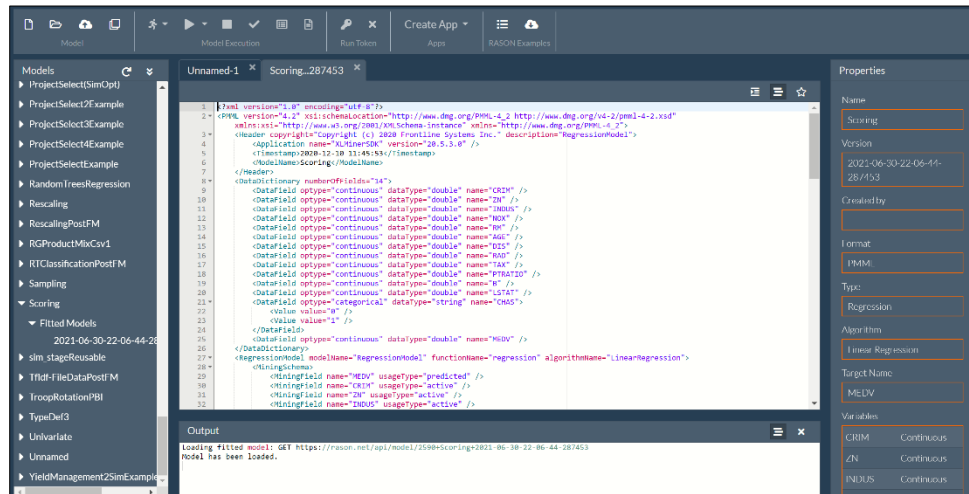 Create App
Model
Model Execution
Run Token
Apps
RASON Examples
Models
ProjectSelect(SimOpt)
ProjectSelect2Example
ProjectSelect3Example
ProjectSelect4Example
ProjectSelectExample
RandomTreesRegression
Rescaling
RescalingPostFM
RGProductMixCsv1
RTClassificationPostFM
Sampling
Scoring
Fitted Models
2021-06-30-22-06-44-28
sim_stageReusable
TfIdf-FileDataPostFM
TroopRotationPBI
TypeDef3
Univariate
Unnamed
YieldManagement2SimExample
Unnamed-1
Scoring...287453
1 <?xml version="1.0" encoding="utf-8"?>
2 <PMML version="4.2" xsi:schemaLocation="http://www.dmg.org/PMML-4_2 http://www.dmg.org/v4-2/pmml-4-2.xsd"
xmlns:xsi="http://www.w3.org/2001/XMLSchema-instance" xmlns="http://www.dmg.org/PMML-4_2">
3 <Header copyright="Copyright (c) 2020 Frontline Systems Inc." description="RegressionModel">
4 <Application name="XLMinerSDK" version="20.5.3.0" />
5 <Timestamp>2020-12-10 11:45:53</Timestamp>
6 <ModelName>Scoring</ModelName>
7 </Header>
8 <DataDictionary numberOfFields="14">
9 <DataField optype="continuous" dataType="double" name="CRIM" />
10 <DataField optype="continuous" dataType="double" name="ZN" />
11 <DataField optype="continuous" dataType="double" name="INDUS" />
12 <DataField optype="continuous" dataType="double" name="NOX" />
13 <DataField optype="continuous" dataType="double" name="RM" />
14 <DataField optype="continuous" dataType="double" name="AGE" />
15 <DataField optype="continuous" dataType="double" name="DIS" />
16 <DataField optype="continuous" dataType="double" name="RAD" />
17 <DataField optype="continuous" dataType="double" name="TAX" />
18 <DataField optype="continuous" dataType="double" name="PTRATIO" />
19 <DataField optype="continuous" dataType="double" name="B" />
20 <DataField optype="continuous" dataType="double" name="LSTAT" />
21 <DataField optype="categorical" dataType="string" name="CHAS">
22 <Value value="0" />
23 <Value value="1" />
24 </DataField>
25 <DataField optype="continuous" dataType="double" name="MEDV" />
26 </DataDictionary>
27 <RegressionModel modelName="RegressionModel" functionName="regression" algorithmName="LinearRegression">
28 <MiningSchema>
29 <MiningField name="MEDV" usageType="predicted" />
30 <MiningField name="CRIM" usageType="active" />
31 <MiningField name="ZN" usageType="active" />
32 <MiningField name="INDUS" usageType="active" />
Output
Loading fitted model: GET https://rason.net/api/model/2590+Scoring+2021-06-30-22-06-44-287453
Model has been loaded.
Properties
Name
Scoring
Version
2021-06-30-22-06-44-
287453
Created by
Format
PMML
Type
Regression
Algorithm
Linear Regression
Target Name
MEDV
Variables
CRIM Continuous
ZN Continuous
INDUS Continuous